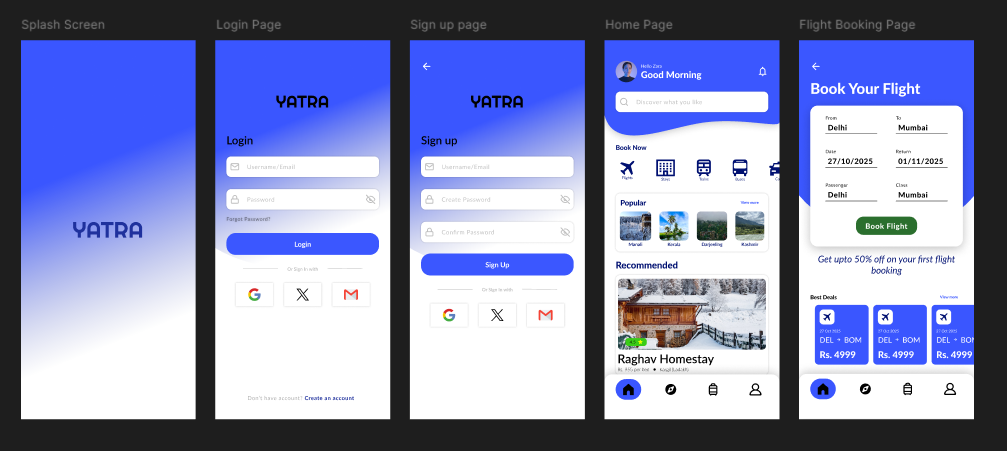 Splash Screen
YATRA
Login Page
YATRA
Login
Username/Email
Password
Forgot Password?
Login
Or Sign In with
Don't have account? Create an account
Sign up page
YATRA
Sign up
Username/Email
Create Password
Confirm Password
Sign Up
Or Sign In with
Home Page
Hello Zara
Good Morning
Discover what you like
Book Now
Flights
Stays
Trains
Buses
Popular
View more
Manali
Kerala
Darjeeling
Kashmir
Recommended
Raghav Homestay
Flight Booking Page
Book Your Flight
From
To
Delhi
Mumbai
Date
Return
27/10/2025
01/11/2025
Passenger
Class
Delhi
Mumbai
Book Flight
Get upto 50% off on your first flight
booking
Best Deals
View more
27 Oct 2025
27 Oct 2025
27 Oct 2025
DEL - BOM
DEL - BOM
DEL - BOM
Rs. 4999
Rs. 4999
Rs. 4999